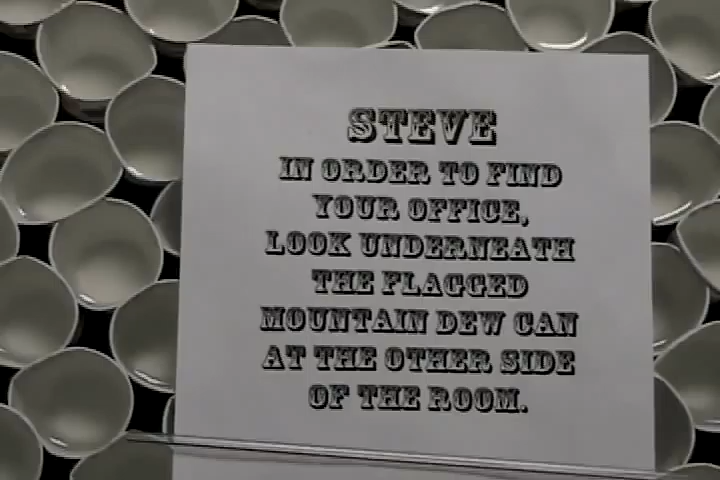 STEVE
IN ORDER TO FIND
YOUR OFFICE,
LOOK UNDERNEATH
THE FLAGGED
MOUNTAIN DEW CAN
AT THE OTHER SIDE
OF THE ROOM.